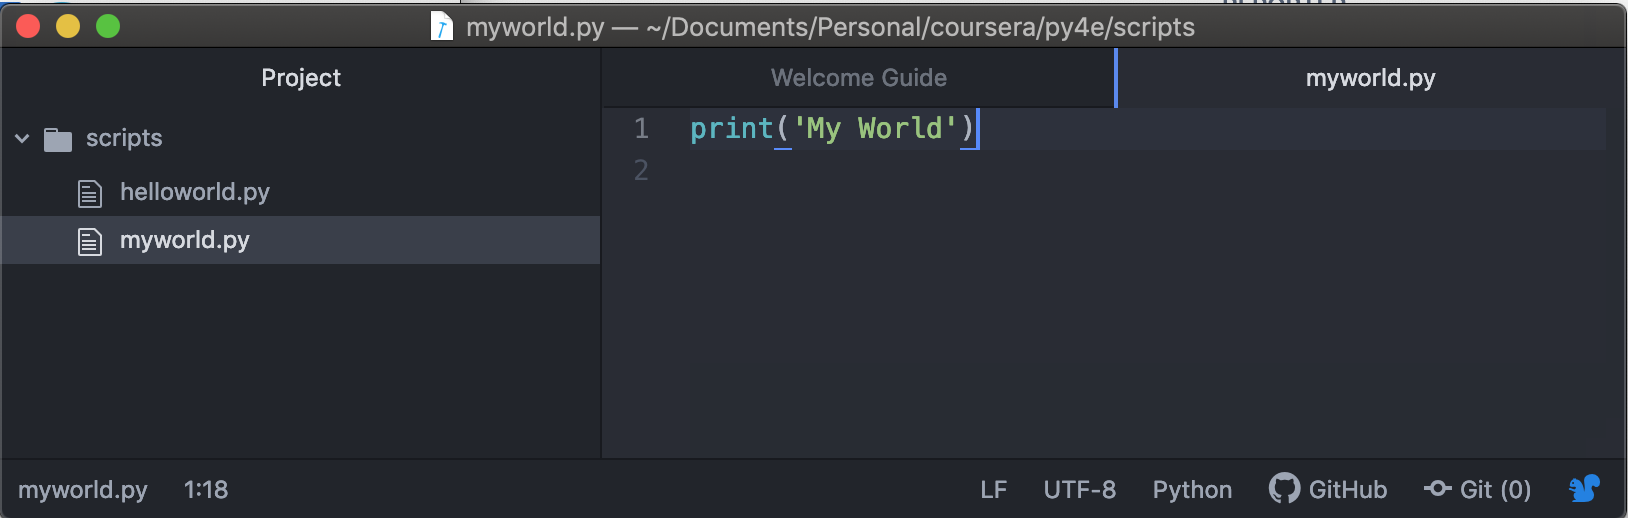 myworld.py — ~/Documents/Personal/coursera/py4e/scripts
Project
Welcome Guide
myworld.py
scripts
helloworld.py
myworld.py
1 print('My World')
2
myworld.py 1:18 LF UTF-8 Python GitHub Git (0)